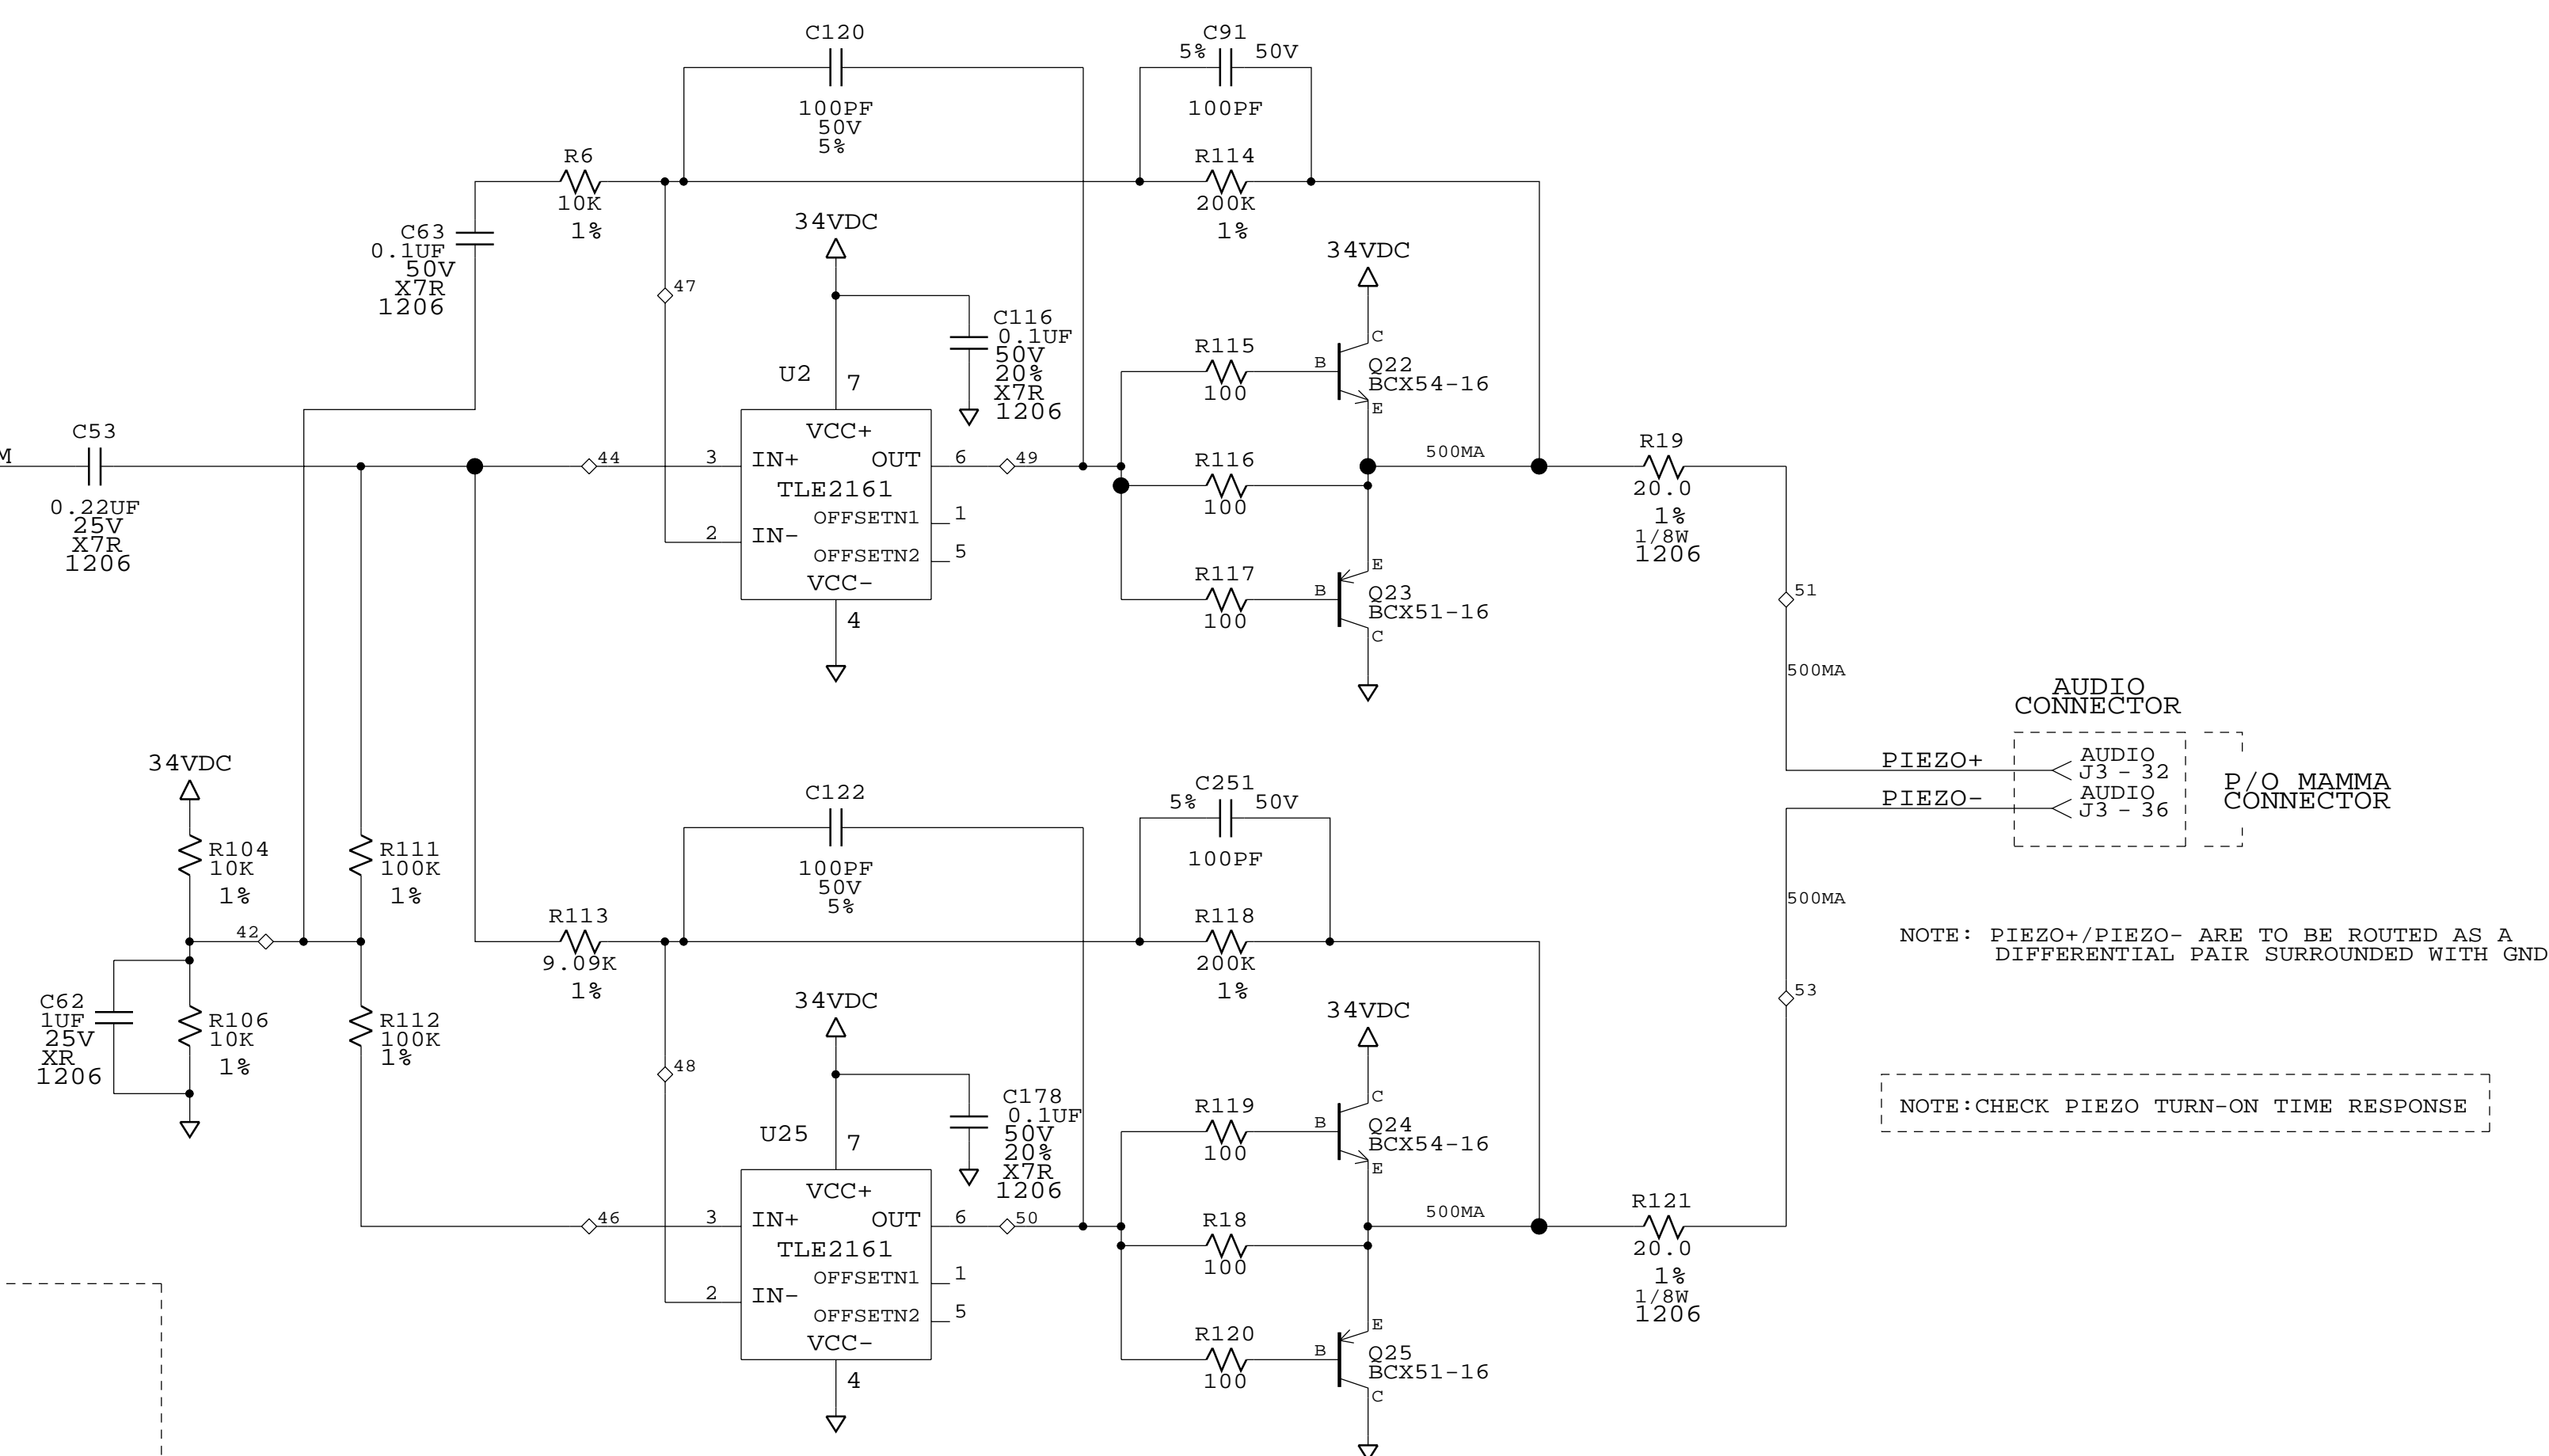 C120
100PF
50V
5%
C91
5% 50V
100PF
R6
10K
1%
R114
200K
1%
C63
0.1UF
50V
X7R
1206
47
34VDC
C116
0.1UF
50V
20%
X7R
1206
34VDC
U2
7
VCC+
3 IN+ OUT 6
TLE2161
OFFSETN1 1
2 IN-
OFFSETN2 5
VCC-
4
M
C53
0.22UF
25V
X7R
1206
44
49
R115
100
R116
100
R117
100
C
B
Q22
BCX54-16
E
500MA
E
B
Q23
BCX51-16
C
R19
20.0
1%
1/8W
1206
51
500MA
AUDIO
CONNECTOR
PIEZO+
AUDIO
J3-32
PIEZO-
AUDIO
J3-36
P/O MAMMA
CONNECTOR
500MA
53
NOTE: PIEZO+/PIEZO- ARE TO BE ROUTED AS A
DIFFERENTIAL PAIR SURROUNDED WITH GND
NOTE:CHECK PIEZO TURN-ON TIME RESPONSE
34VDC
R104
10K
1%
R111
100K
1%
42
C62
1UF
25V
XR
1206
R106
10K
1%
R112
100K
1%
C122
100PF
50V
5%
C251
5% 50V
100PF
R113
9.09K
1%
R118
200K
1%
48
34VDC
C178
0.1UF
50V
20%
X7R
1206
34VDC
U25
7
VCC+
3 IN+ OUT 6
TLE2161
OFFSETN1 1
2 IN-
OFFSETN2 5
VCC-
4
46
50
R119
100
R18
100
R120
100
C
B
Q24
BCX54-16
E
500MA
E
B
Q25
BCX51-16
C
R121
20.0
1%
1/8W
1206